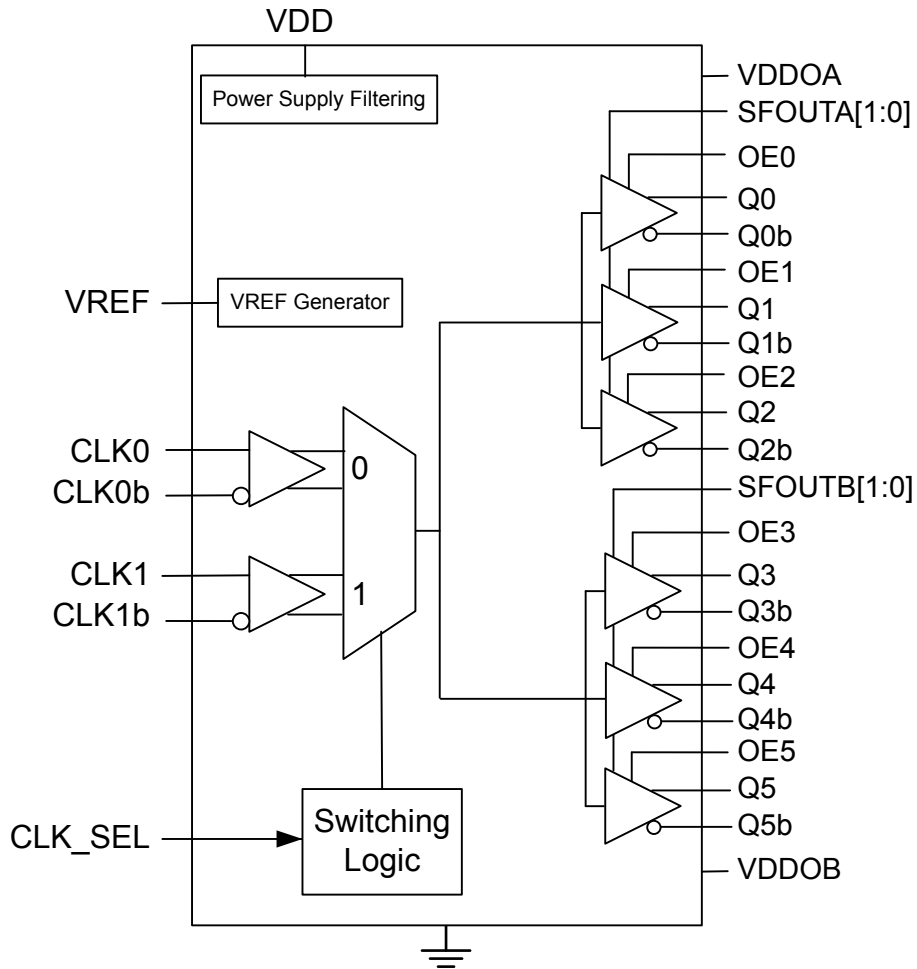 VDD
Power Supply Filtering
VDDOA
SFOUTA[1:0]
OE0
Q0
Q0b
OE1
Q1
Q1b
OE2
Q2
Q2b
VREF
VREF Generator
CLK0
CLK0b
0
CLK1
CLK1b
1
SFOUTB[1:0]
OE3
Q3
Q3b
OE4
Q4
Q4b
OE5
Q5
Q5b
CLK_SEL
Switching
Logic
VDDOB